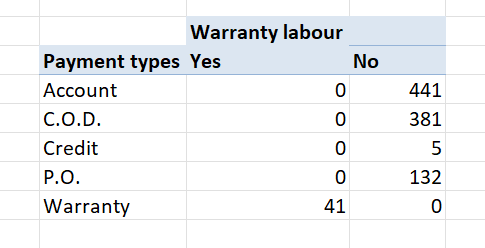 Warranty labour
Payment types Yes No
Account 0 441
C.O.D. 0 381
Credit 0 5
P.O. 0 132
Warranty 41 0